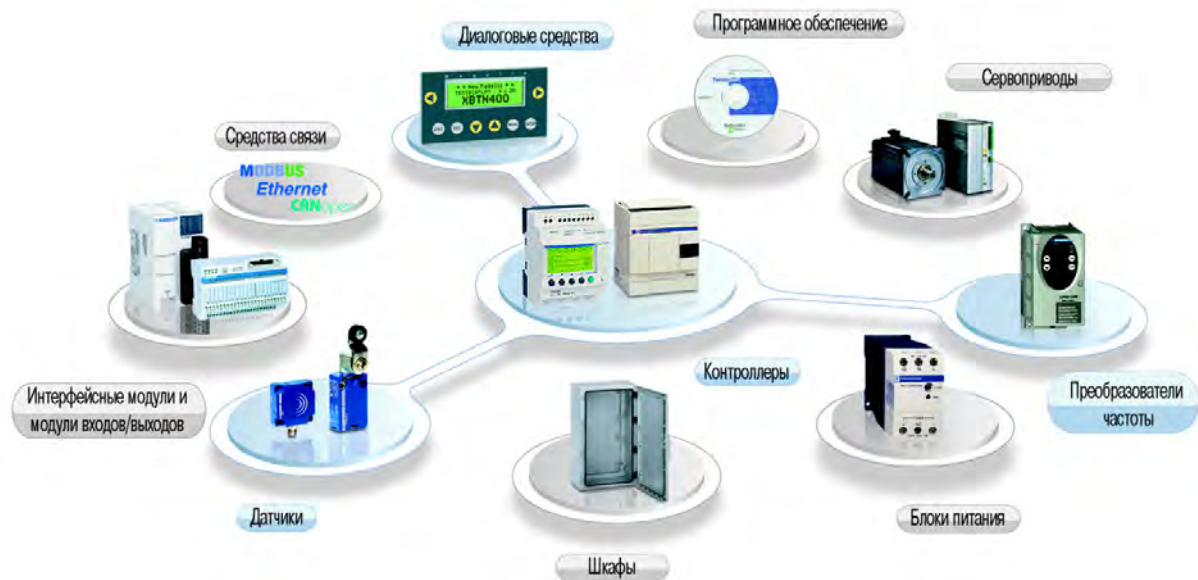 Диалоговые средства
Программное обеспечение
Сервоприводы
XBTN400
Средства связи
MODBUS
Ethernet
CANopen
Контроллеры
Преобразователи
частоты
Интерфейсные модули и
модули входов/выходов
Датчики
Блоки питания
Шкафы